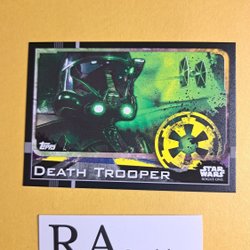 Topps
STAR WARS
ROGUE ONE
DEATH TROOPER
RA